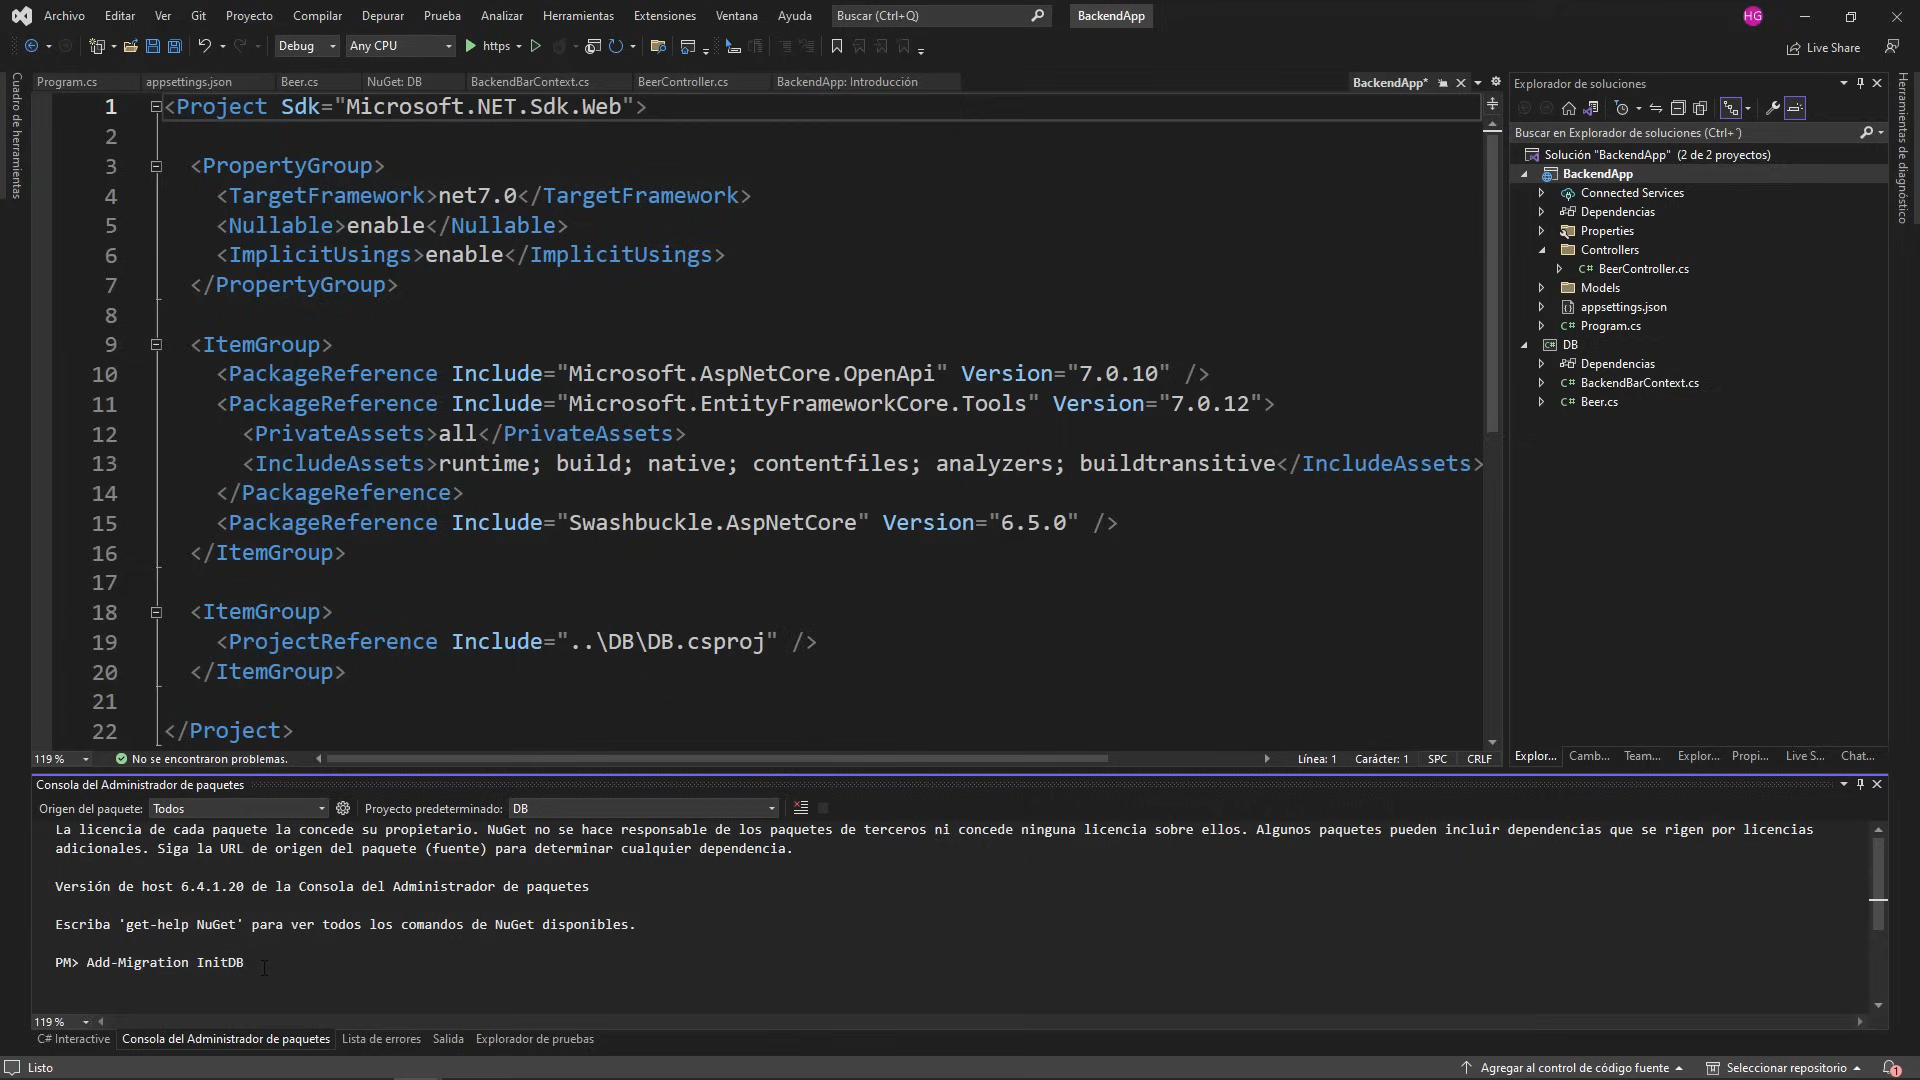 Archivo Editar Ver Git Proyecto Compilar Depurar Prueba Analizar Herramientas Extensiones Ventana Ayuda Buscar (Ctrl+Q) BackendApp HG
Debug Any CPU https Live Share
Program.cs appsettings.json Beer.cs NuGet: DB BackendBarContext.cs BeerController.cs BackendApp: Introducción BackendApp*
Cuadro de herramientas
1 <Project Sdk="Microsoft.NET.Sdk.Web">
2
3 <PropertyGroup>
4 <TargetFramework>net7.0</TargetFramework>
5 <Nullable>enable</Nullable>
6 <ImplicitUsings>enable</ImplicitUsings>
7 </PropertyGroup>
8
9 <ItemGroup>
10 <PackageReference Include="Microsoft.AspNetCore.OpenApi" Version="7.0.10" />
11 <PackageReference Include="Microsoft.EntityFrameworkCore.Tools" Version="7.0.12">
12 <PrivateAssets>all</PrivateAssets>
13 <IncludeAssets>runtime; build; native; contentfiles; analyzers; buildtransitive</IncludeAssets>
14 </PackageReference>
15 <PackageReference Include="Swashbuckle.AspNetCore" Version="6.5.0" />
16 </ItemGroup>
17
18 <ItemGroup>
19 <ProjectReference Include="..\DB\DB.csproj" />
20 </ItemGroup>
21
22 </Project>
119 % No se encontraron problemas. Línea: 1 Carácter: 1 SPC CRLF
Explorador de soluciones
Buscar en Explorador de soluciones (Ctrl+´)
Solución "BackendApp" (2 de 2 proyectos)
BackendApp
Connected Services
Dependencias
Properties
Controllers
C# BeerController.cs
Models
appsettings.json
C# Program.cs
DB
Dependencias
C# BackendBarContext.cs
C# Beer.cs
Explor... Camb... Team... Explor... Propi... Live S... Chat...
Herramientas de diagnóstico
Consola del Administrador de paquetes
Origen del paquete: Todos Proyecto predeterminado: DB
La licencia de cada paquete la concede su propietario. NuGet no se hace responsable de los paquetes de terceros ni concede ninguna licencia sobre ellos. Algunos paquetes pueden incluir dependencias que se rigen por licencias
adicionales. Siga la URL de origen del paquete (fuente) para determinar cualquier dependencia.
Versión de host 6.4.1.20 de la Consola del Administrador de paquetes
Escriba 'get-help NuGet' para ver todos los comandos de NuGet disponibles.
PM> Add-Migration InitDB
119 %
C# Interactive Consola del Administrador de paquetes Lista de errores Salida Explorador de pruebas
Listo Agregar al control de código fuente Seleccionar repositorio 1